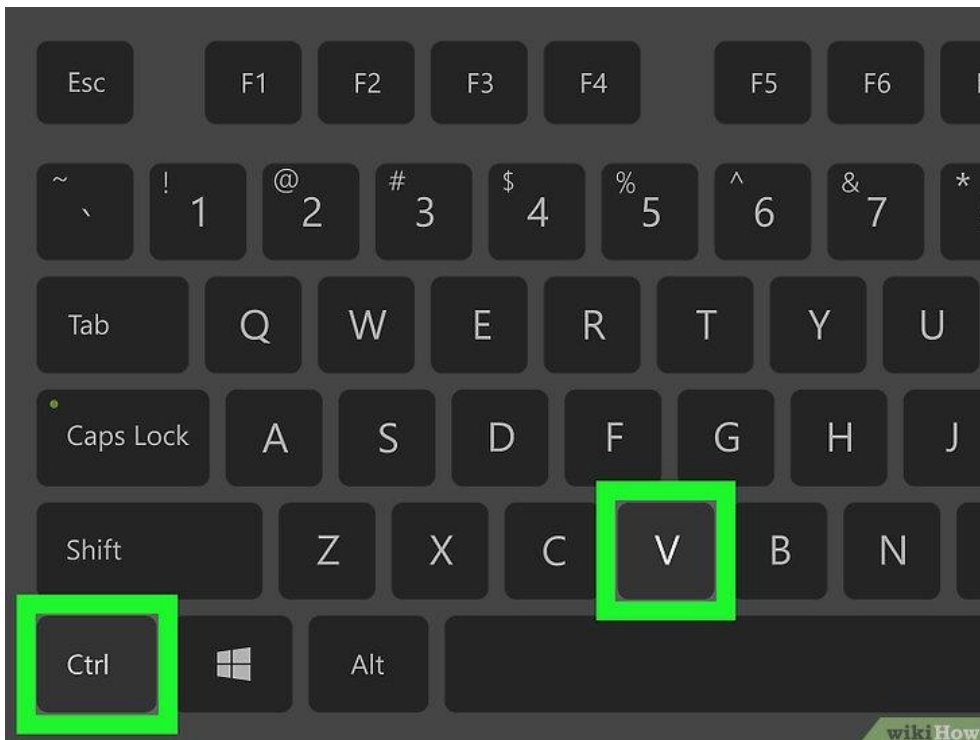 Esc F1 F2 F3 F4 F5 F6
~ ` ! 1 @ 2 # 3 $ 4 % 5 ^ 6 & 7 *
Tab Q W E R T Y U
Caps Lock A S D F G H J
Shift Z X C V B N
Ctrl Alt
wikiHow